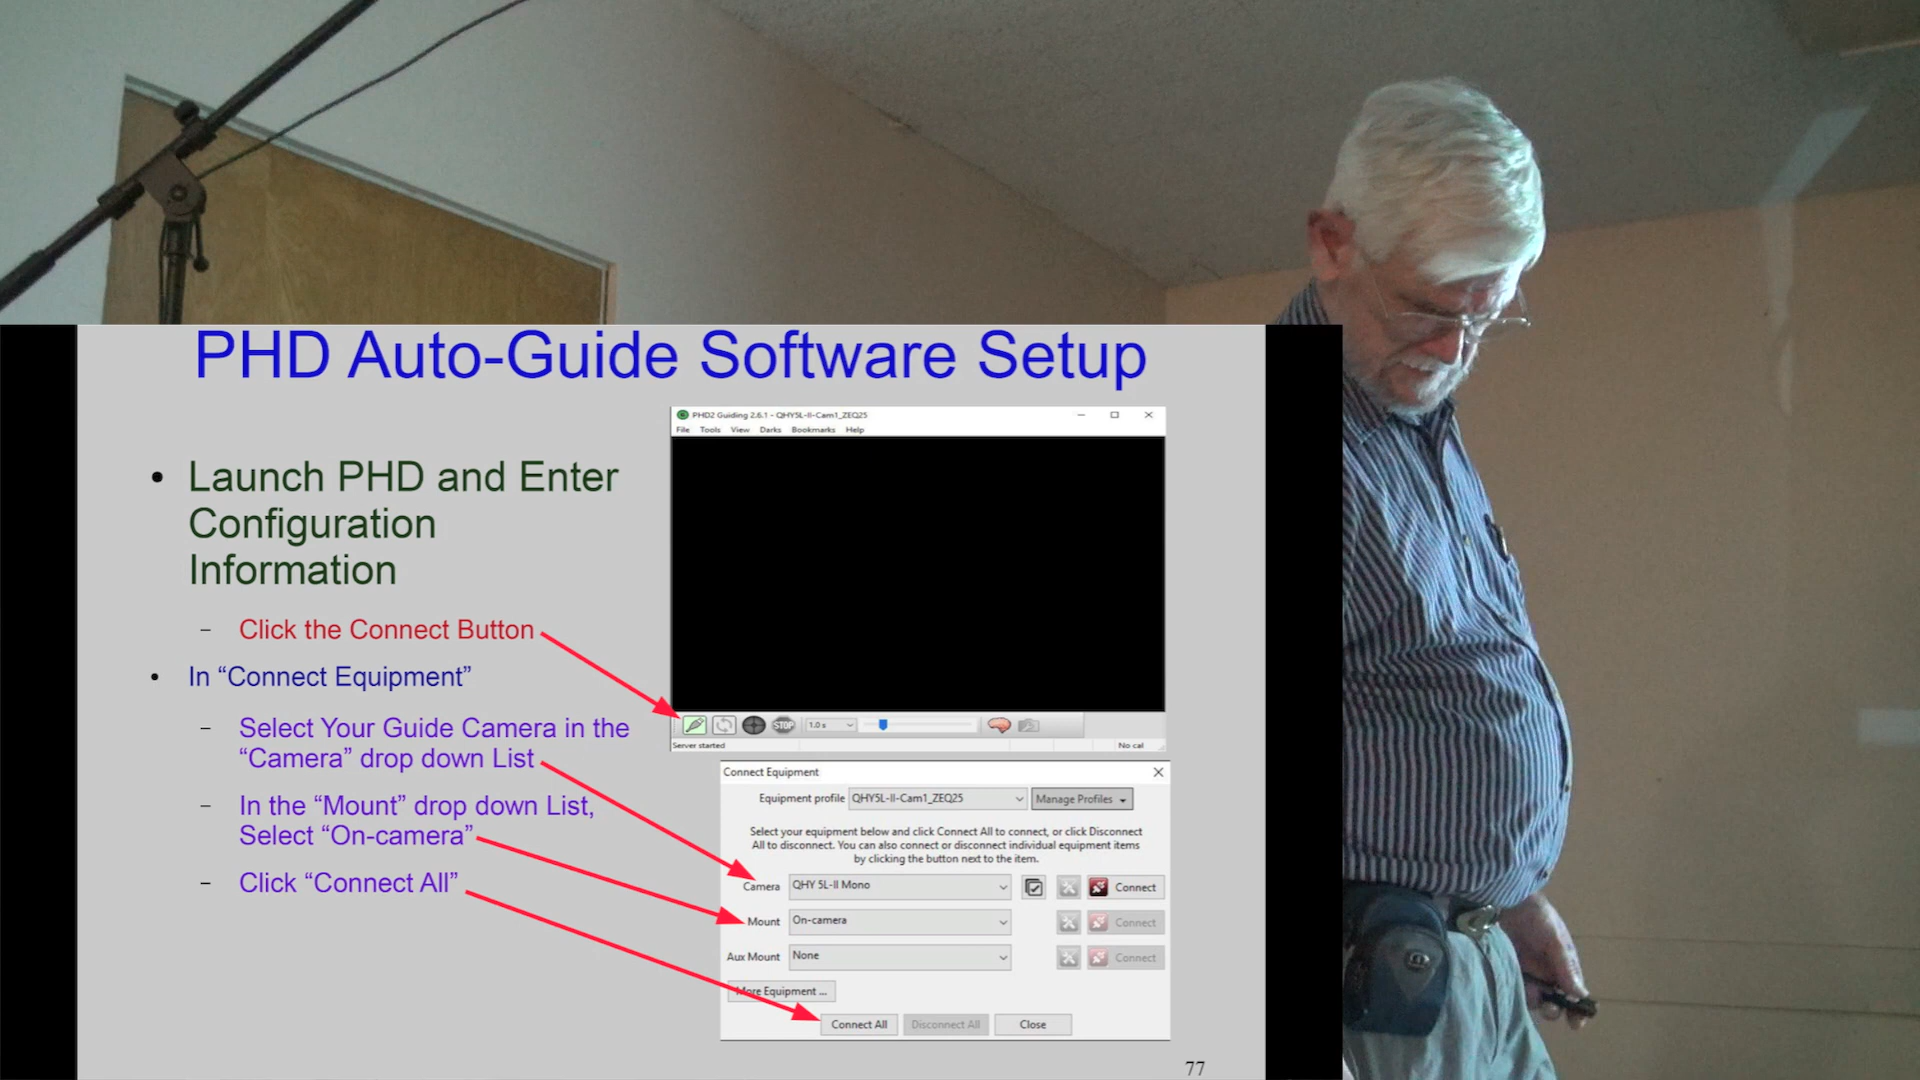 PHD Auto-Guide Software Setup
• Launch PHD and Enter
Configuration
Information
– Click the Connect Button
• In “Connect Equipment”
– Select Your Guide Camera in the
“Camera” drop down List
– In the “Mount” drop down List,
Select “On-camera”
– Click “Connect All”
PHD2 Guiding 2.6.1 - QHY5L-II-Cam1_ZEQ25
File Tools View Darks Bookmarks Help
STOP 1.0 s
Server started No cal
Connect Equipment
Equipment profile QHY5L-II-Cam1_ZEQ25 Manage Profiles
Select your equipment below and click Connect All to connect, or click Disconnect
All to disconnect. You can also connect or disconnect individual equipment items
by clicking the button next to the item.
Camera QHY 5L-II Mono Connect
Mount On-camera Connect
Aux Mount None Connect
More Equipment ...
Connect All Disconnect All Close
77